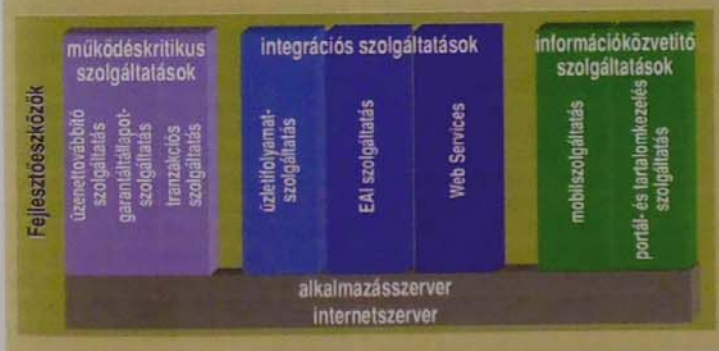 Fejlesztőeszközök
működéskritikus
szolgáltatások
üzenettovábbító
szolgáltatás
garantáltállapot-
szolgáltatás
tranzakciós
szolgáltatás
integrációs szolgáltatások
üzletifolyamat-
szolgáltatás
EAI szolgáltatás
Web Services
információközvetítő
szolgáltatások
mobilszolgáltatás
portál- és tartalomkezelés
szolgáltatás
alkalmazásszerver
internetszerver